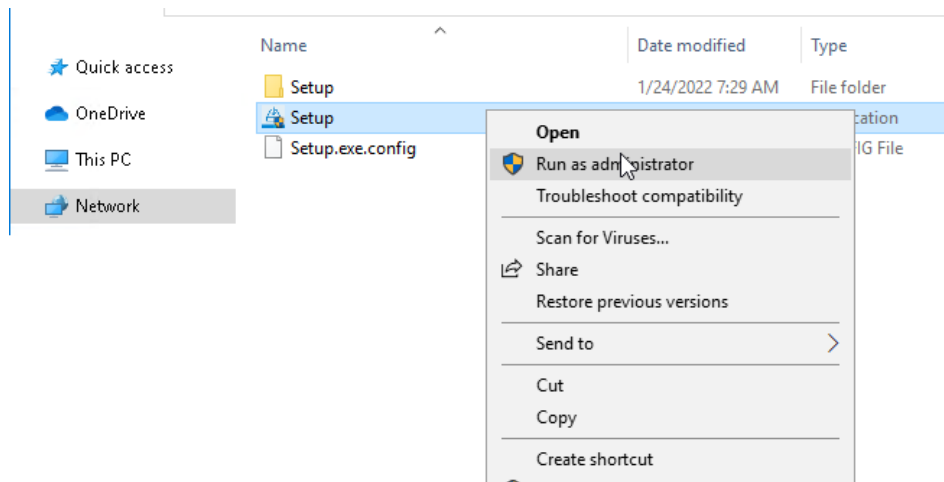 Name Date modified Type
Quick access
Setup 1/24/2022 7:29 AM File folder
OneDrive
Setup cation
This PC
Setup.exe.config IG File
Network
Open
Run as administrator
Troubleshoot compatibility
Scan for Viruses...
Share
Restore previous versions
Send to
Cut
Copy
Create shortcut